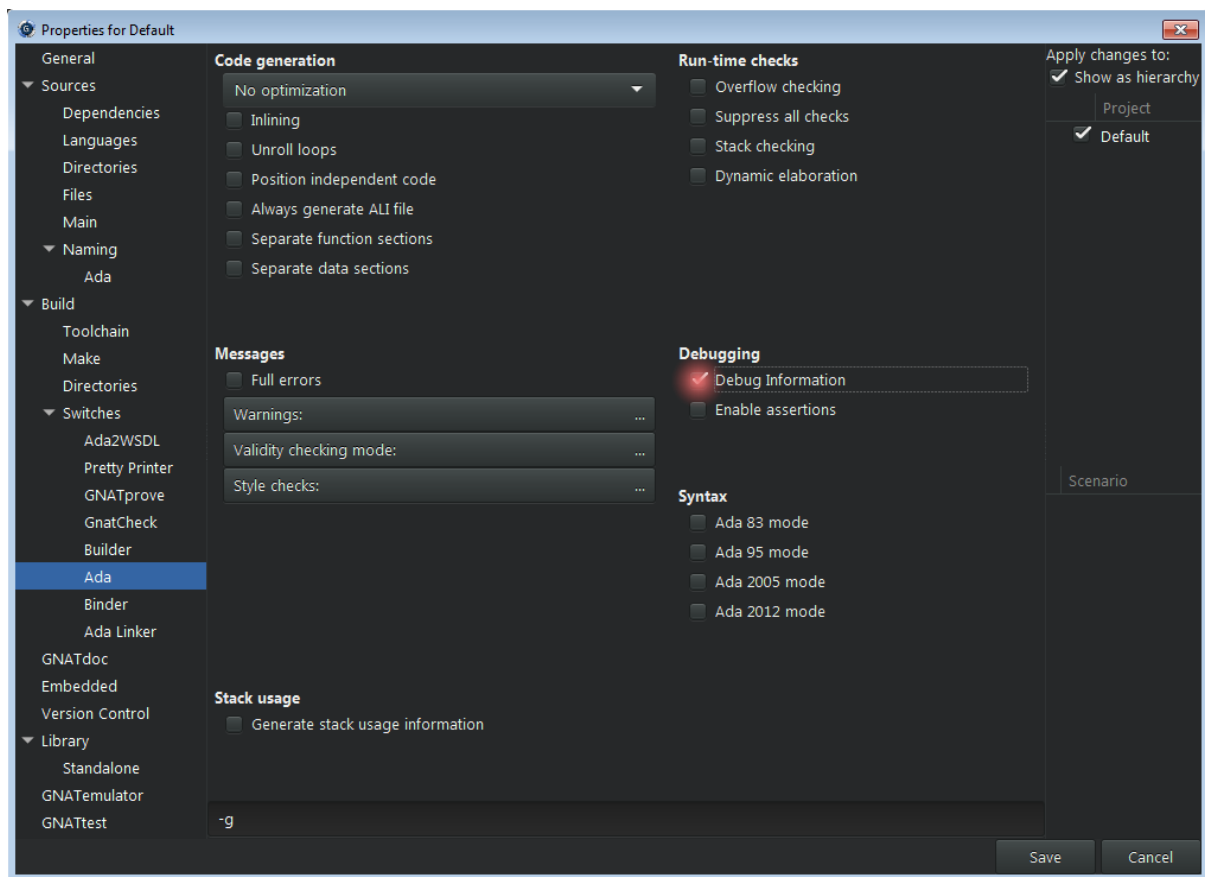 Properties for Default
General
Sources
Dependencies
Languages
Directories
Files
Main
Naming
Ada
Build
Toolchain
Make
Directories
Switches
Ada2WSDL
Pretty Printer
GNATprove
GnatCheck
Builder
Ada
Binder
Ada Linker
GNATdoc
Embedded
Version Control
Library
Standalone
GNATemulator
GNATtest
Code generation
No optimization
Inlining
Unroll loops
Position independent code
Always generate ALI file
Separate function sections
Separate data sections
Messages
Full errors
Warnings: ...
Validity checking mode: ...
Style checks: ...
Stack usage
Generate stack usage information
Run-time checks
Overflow checking
Suppress all checks
Stack checking
Dynamic elaboration
Debugging
Debug Information
Enable assertions
Syntax
Ada 83 mode
Ada 95 mode
Ada 2005 mode
Ada 2012 mode
-g
Apply changes to:
Show as hierarchy
Project
Default
Scenario
Save
Cancel